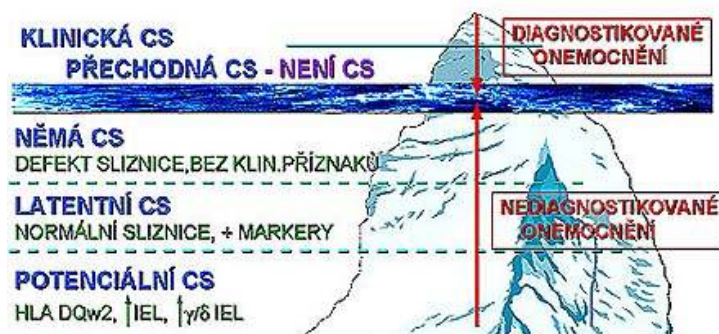 KLINICKÁ CS
PŘECHODNÁ CS - NENÍ CS
DIAGNOSTIKOVANÉ
ONEMOCNĚNÍ
NĚMÁ CS
DEFEKT SLIZNICE,BEZ KLIN.PŘÍZNAKŮ
LATENTNÍ CS
NORMÁLNÍ SLIZNICE, + MARKERY
NEDIAGNOSTIKOVANÉ
ONEMOCNĚNÍ
POTENCIÁLNÍ CS
HLA DQw2, ↑IEL, ↑γ/δ IEL